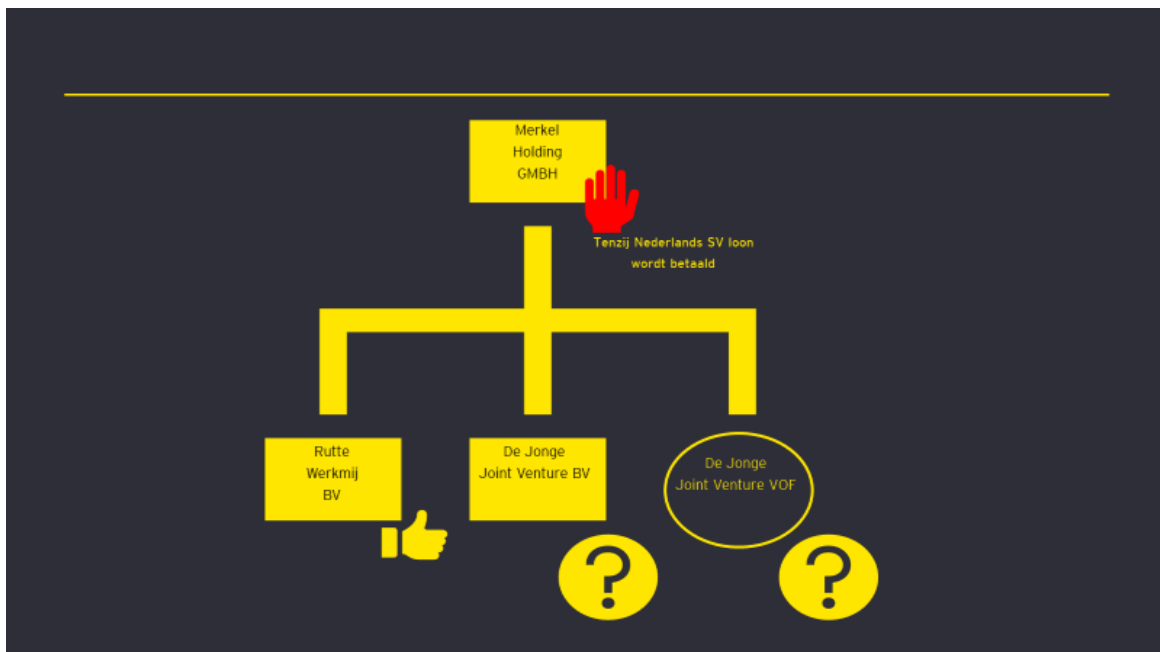 Merkel
Holding
GMBH
Tenzij Nederlands SV loon
wordt betaald
Rutte
Werkmij
BV
De Jonge
Joint Venture BV
De Jonge
Joint Venture VOF
?
?